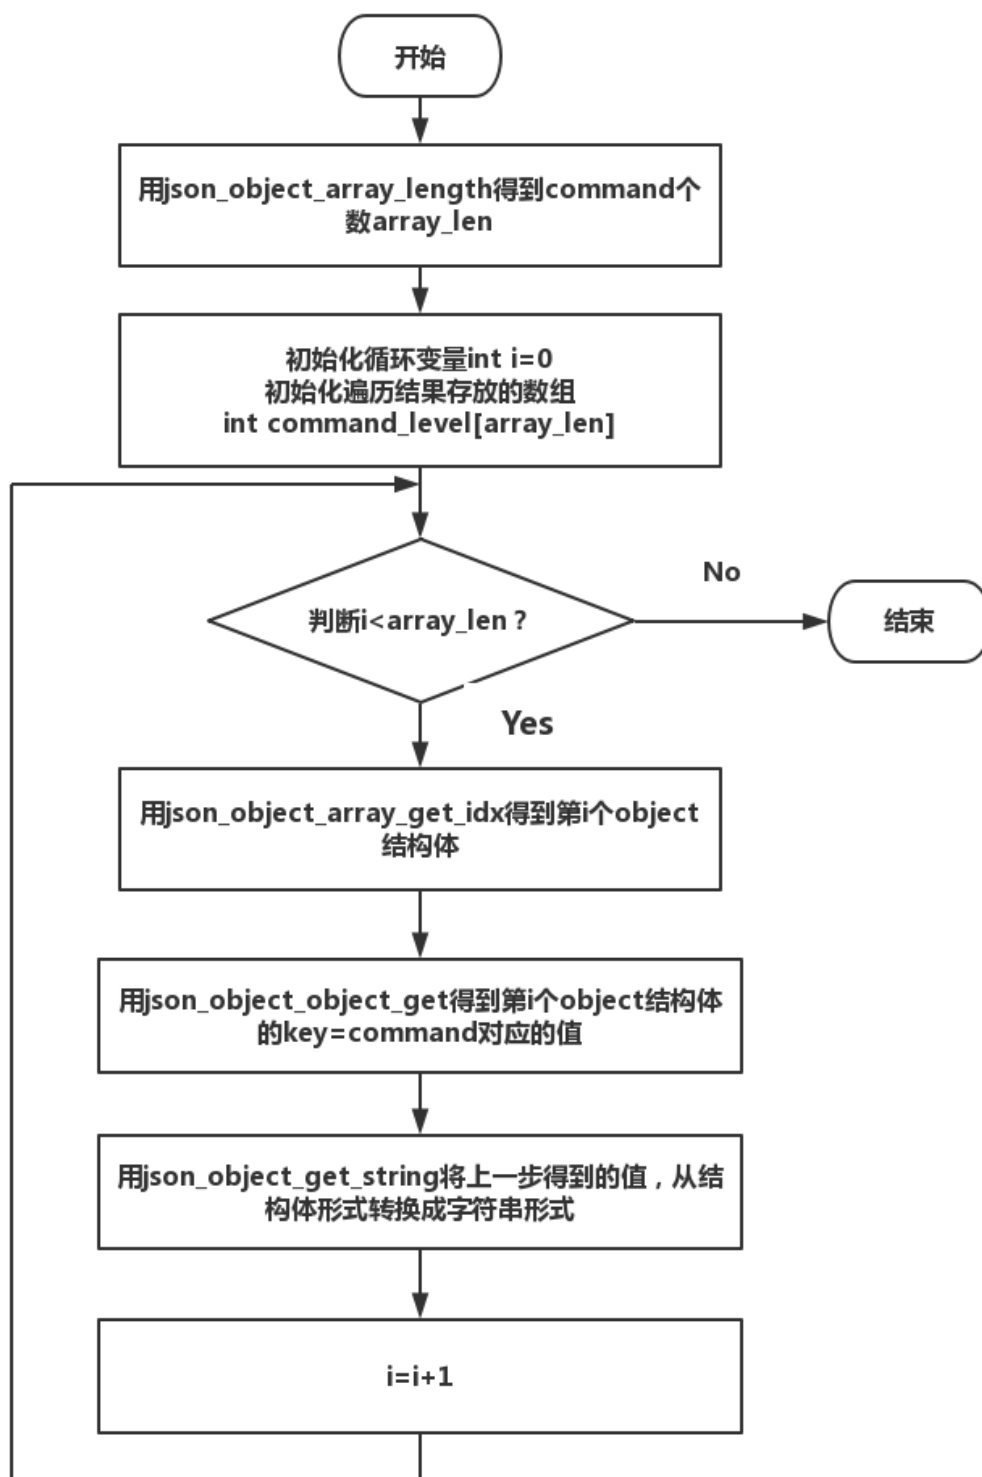 开始
用json_object_array_length得到command个
数array_len
初始化循环变量int i=0
初始化遍历结果存放的数组
int command_level[array_len]
判断i<array_len？
No
结束
Yes
用json_object_array_get_idx得到第i个object
结构体
用json_object_object_get得到第i个object结构体
的key=command对应的值
用json_object_get_string将上一步得到的值，从结
构体形式转换成字符串形式
i=i+1